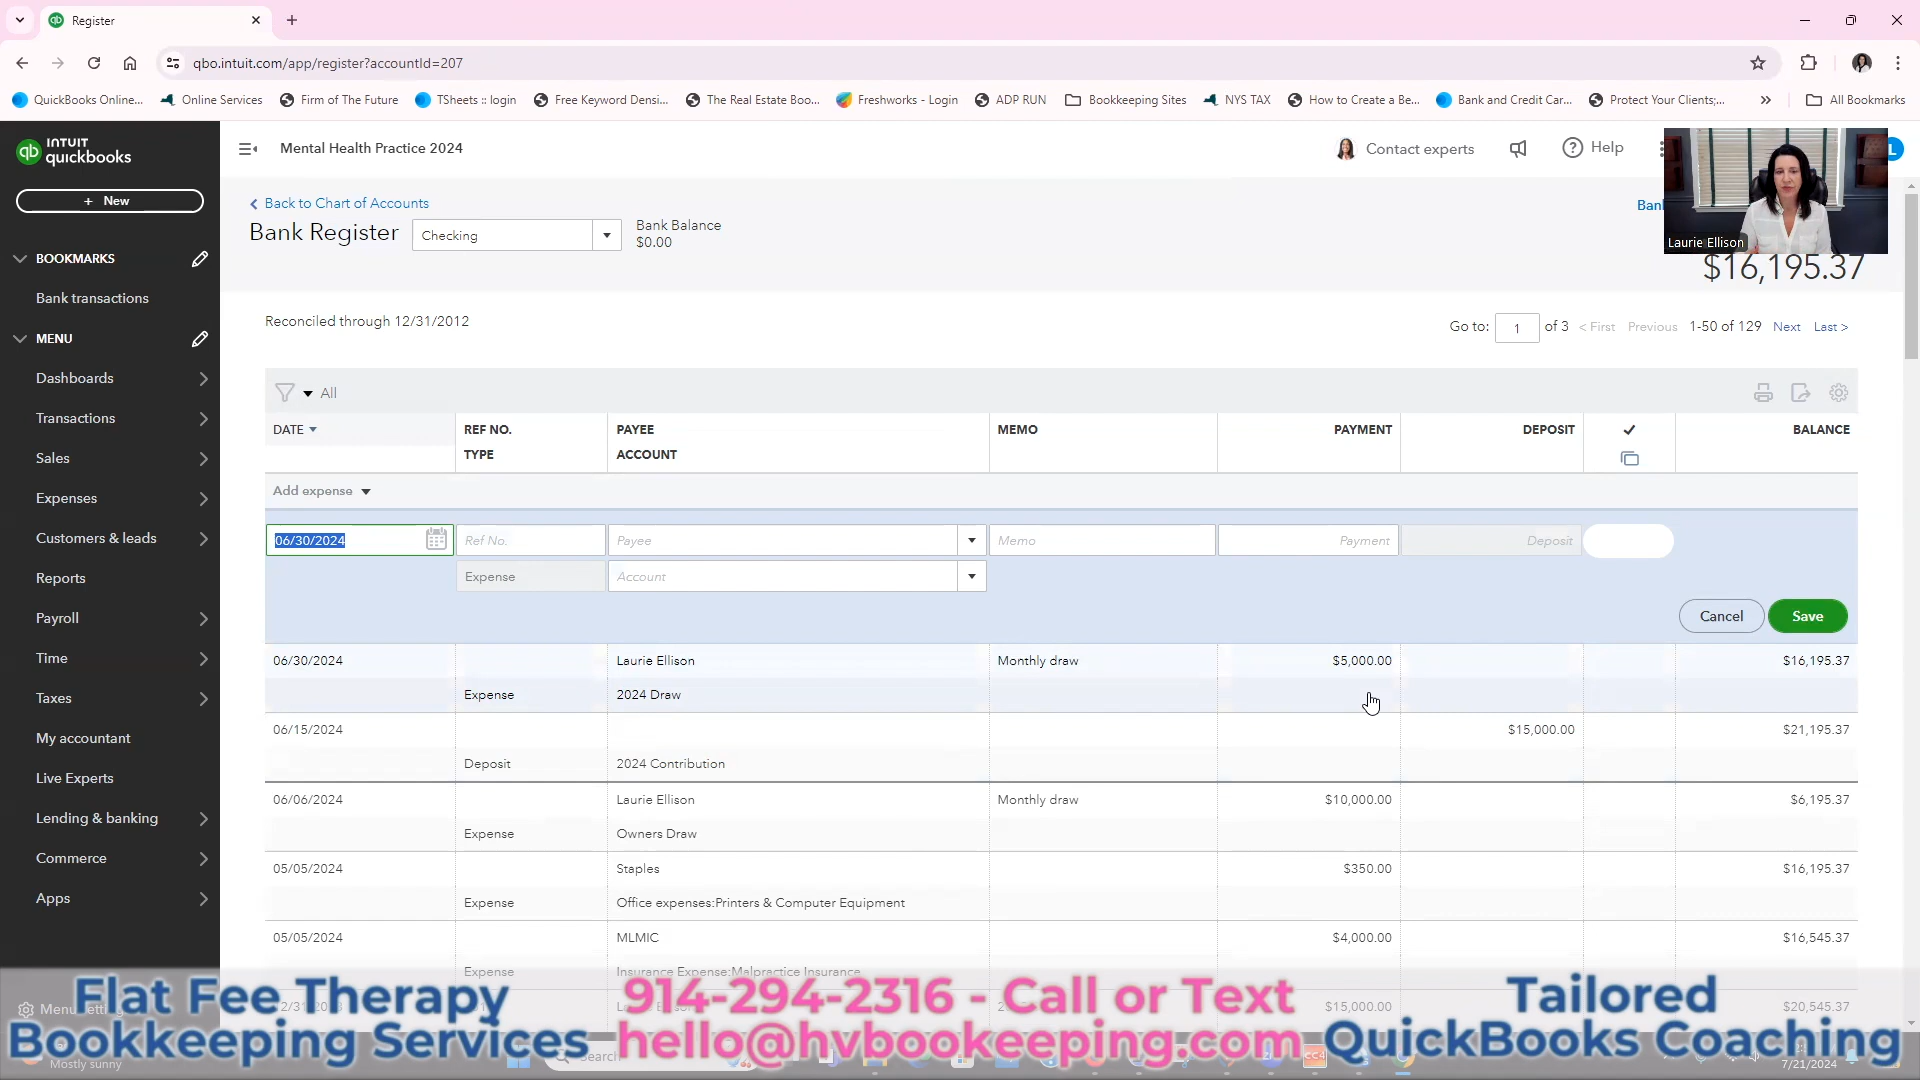 Register
qbo.intuit.com/app/register?accountId=207
QuickBooks Online...
Online Services
Firm of The Future
TSheets :: login
Free Keyword Densi...
The Real Estate Boo...
Freshworks - Login
ADP RUN
Bookkeeping Sites
NYS TAX
How to Create a Be...
Bank and Credit Car...
Protect Your Clients;...
All Bookmarks
INTUIT
quickbooks
Mental Health Practice 2024
Contact experts
Help
L
+ New
Back to Chart of Accounts
Bank Register
Checking
Bank Balance
$0.00
Laurie Ellison
$16,195.37
BOOKMARKS
Bank transactions
MENU
Dashboards
Transactions
Sales
Expenses
Customers & leads
Reports
Payroll
Time
Taxes
My accountant
Live Experts
Lending & banking
Commerce
Apps
Reconciled through 12/31/2012
Go to: 1 of 3 < First Previous 1-50 of 129 Next Last >
All
DATE REF NO. PAYEE MEMO PAYMENT DEPOSIT BALANCE
TYPE ACCOUNT
Add expense
06/30/2024 Ref No. Payee Memo Payment Deposit
Expense Account
Cancel Save
06/30/2024 Laurie Ellison Monthly draw $5,000.00 $16,195.37
Expense 2024 Draw
06/15/2024 $15,000.00 $21,195.37
Deposit 2024 Contribution
06/06/2024 Laurie Ellison Monthly draw $10,000.00 $6,195.37
Expense Owners Draw
05/05/2024 Staples $350.00 $16,195.37
Expense Office expenses:Printers & Computer Equipment
05/05/2024 MLMIC $4,000.00 $16,545.37
Expense Insurance Expense:Malpractice Insurance
$15,000.00 $20,545.37
Flat Fee Therapy
Bookkeeping Services
914-294-2316 - Call or Text
hello@hvbookeeping.com
Tailored
QuickBooks Coaching
Mostly sunny
Search
7/21/2024